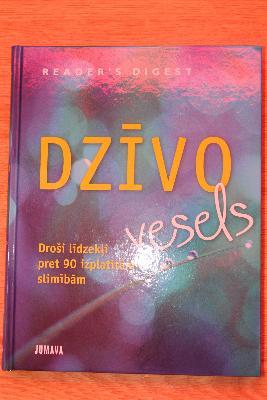 READER'S DIGEST
DZĪVO
vesels
Droši līdzekļi
pret 90 izplatītām
slimībām
JUMAVA